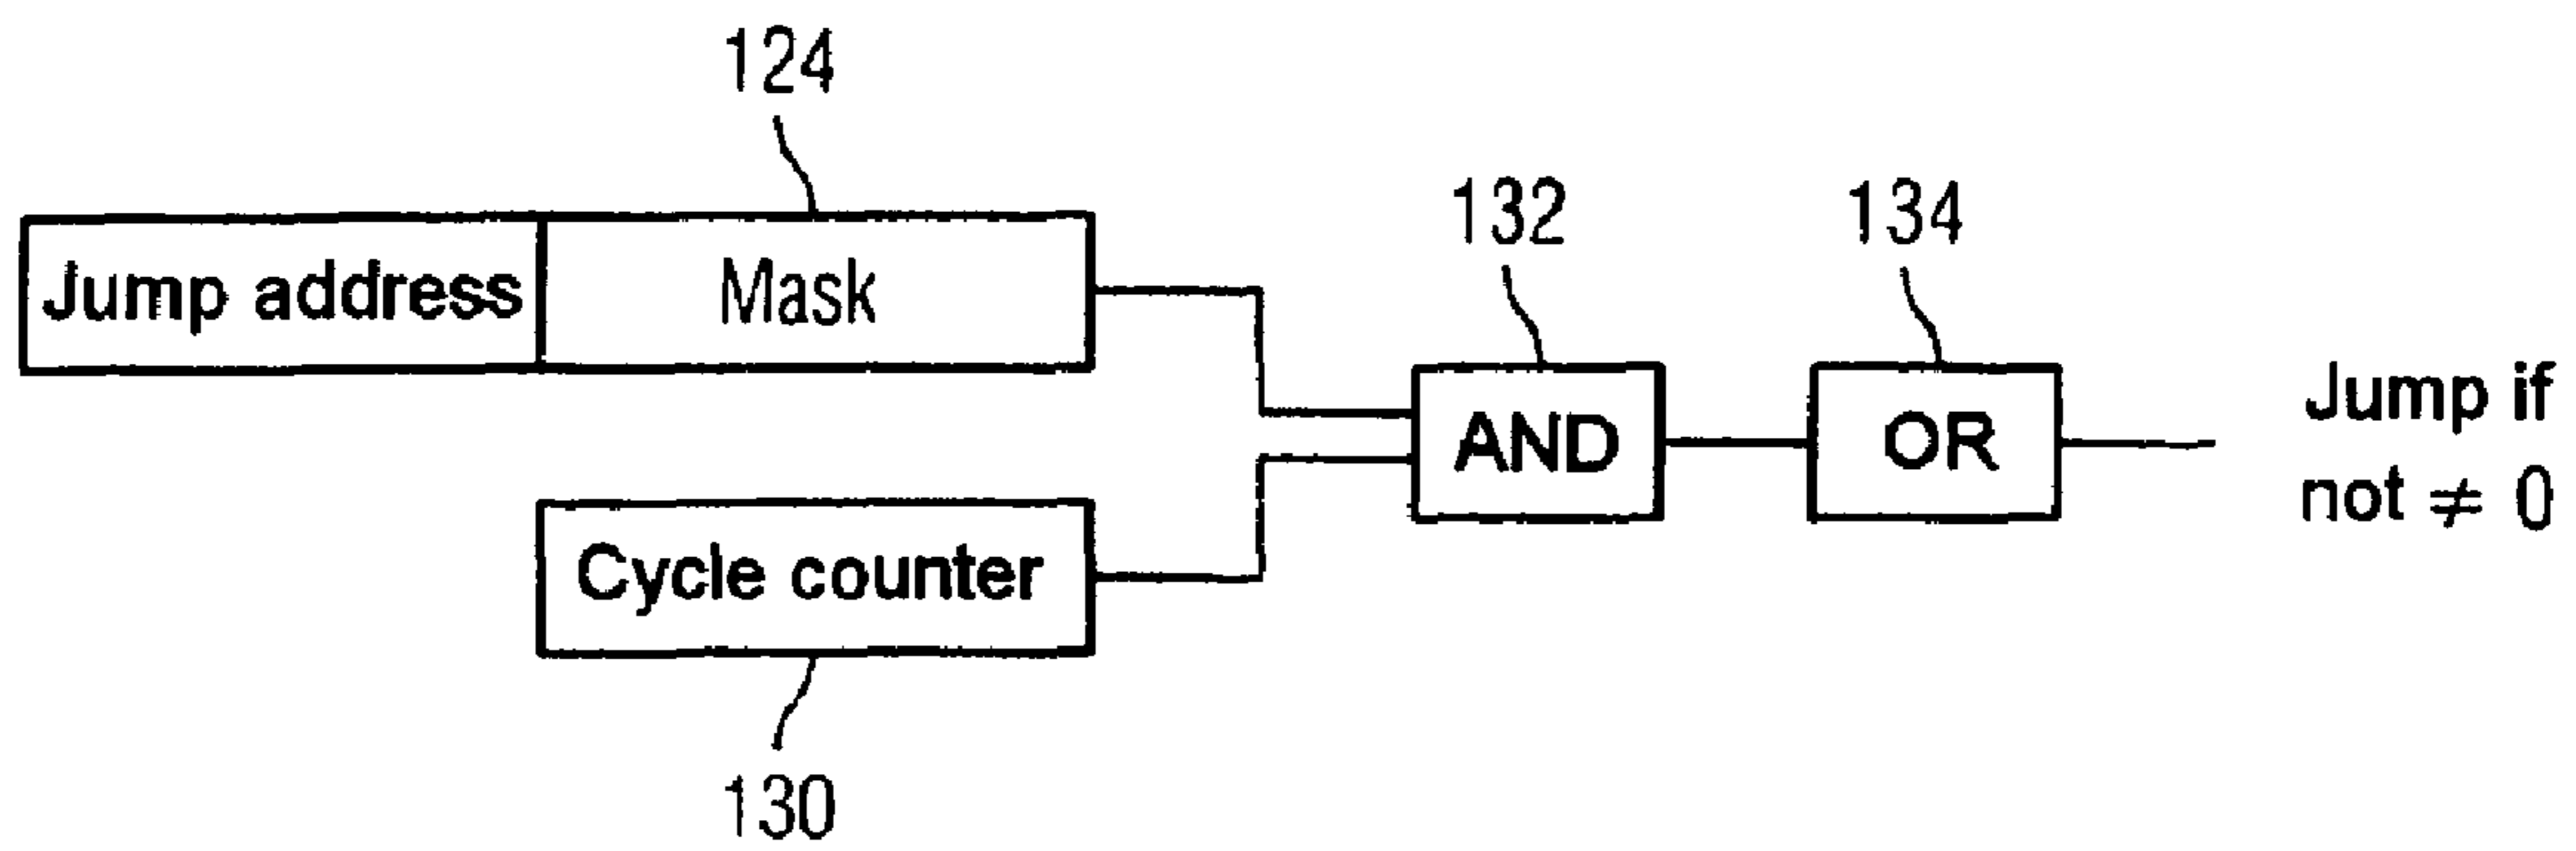 124
132
134
Jump address
Mask
AND
OR
Jump if
not ≠ 0
Cycle counter
130